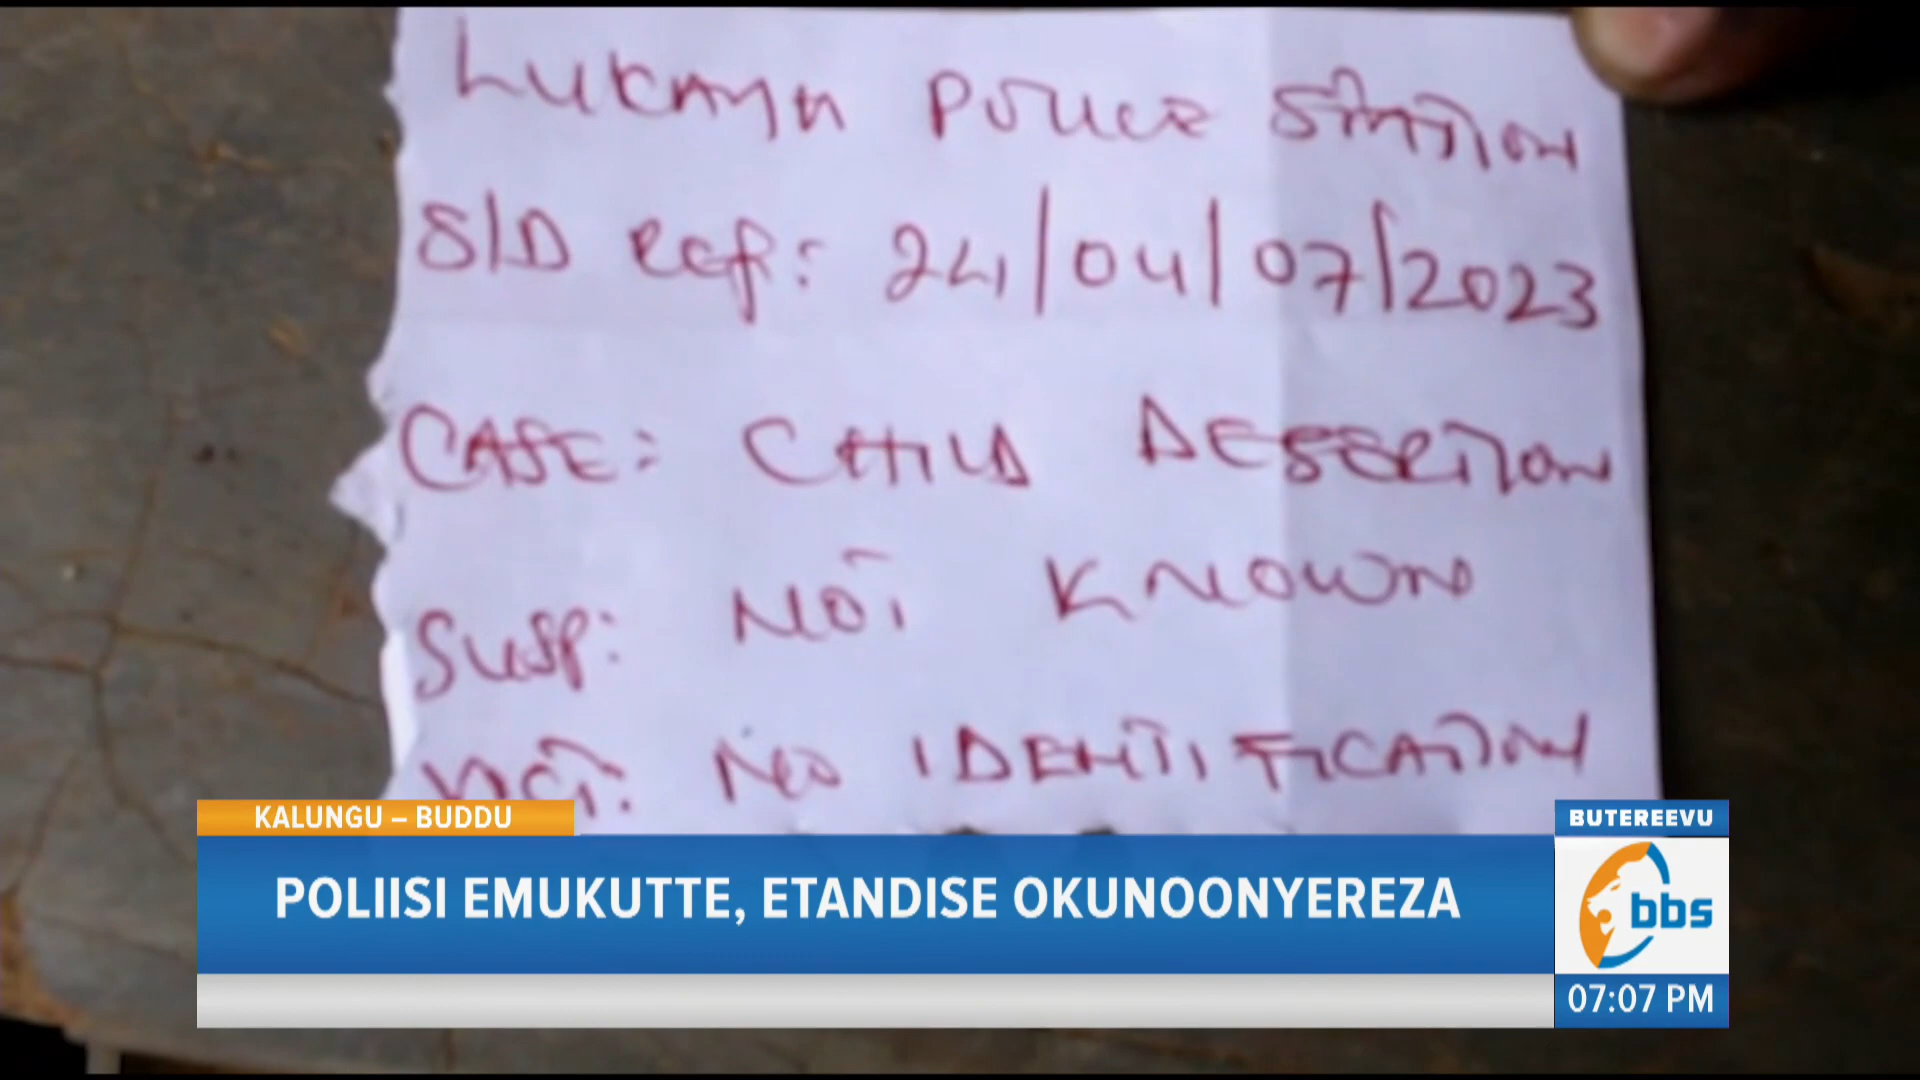 LUKAYA POLICE STATION
S/D Ref: 24/04/07/2023
CASE: CHILD DESERTION
SUSP: NOT KNOWN
NO IDENTIFICATION
KALUNGU – BUDDU
POLIISI EMUKUTTE, ETANDISE OKUNOONYEREZA
BUTEREEVU
bbs
07:07 PM